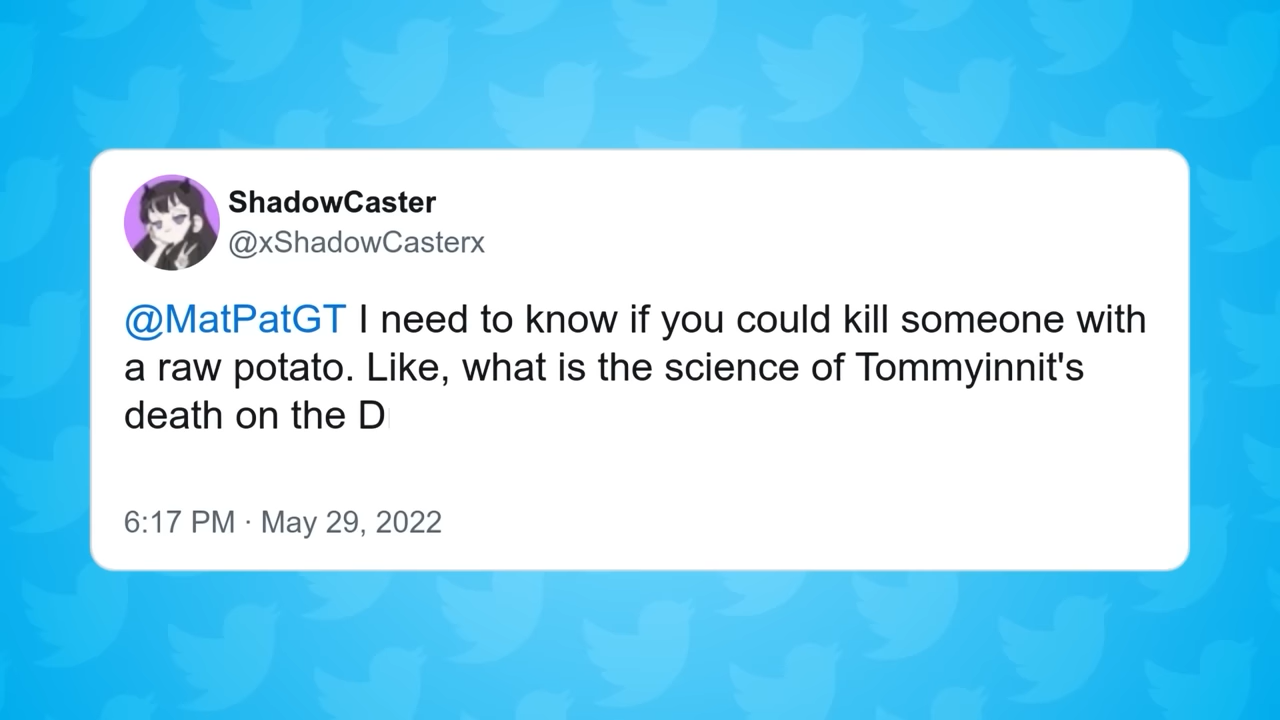 ShadowCaster
@xShadowCasterx
@MatPatGT I need to know if you could kill someone with
a raw potato. Like, what is the science of Tommyinnit's
death on the D
6:17 PM · May 29, 2022